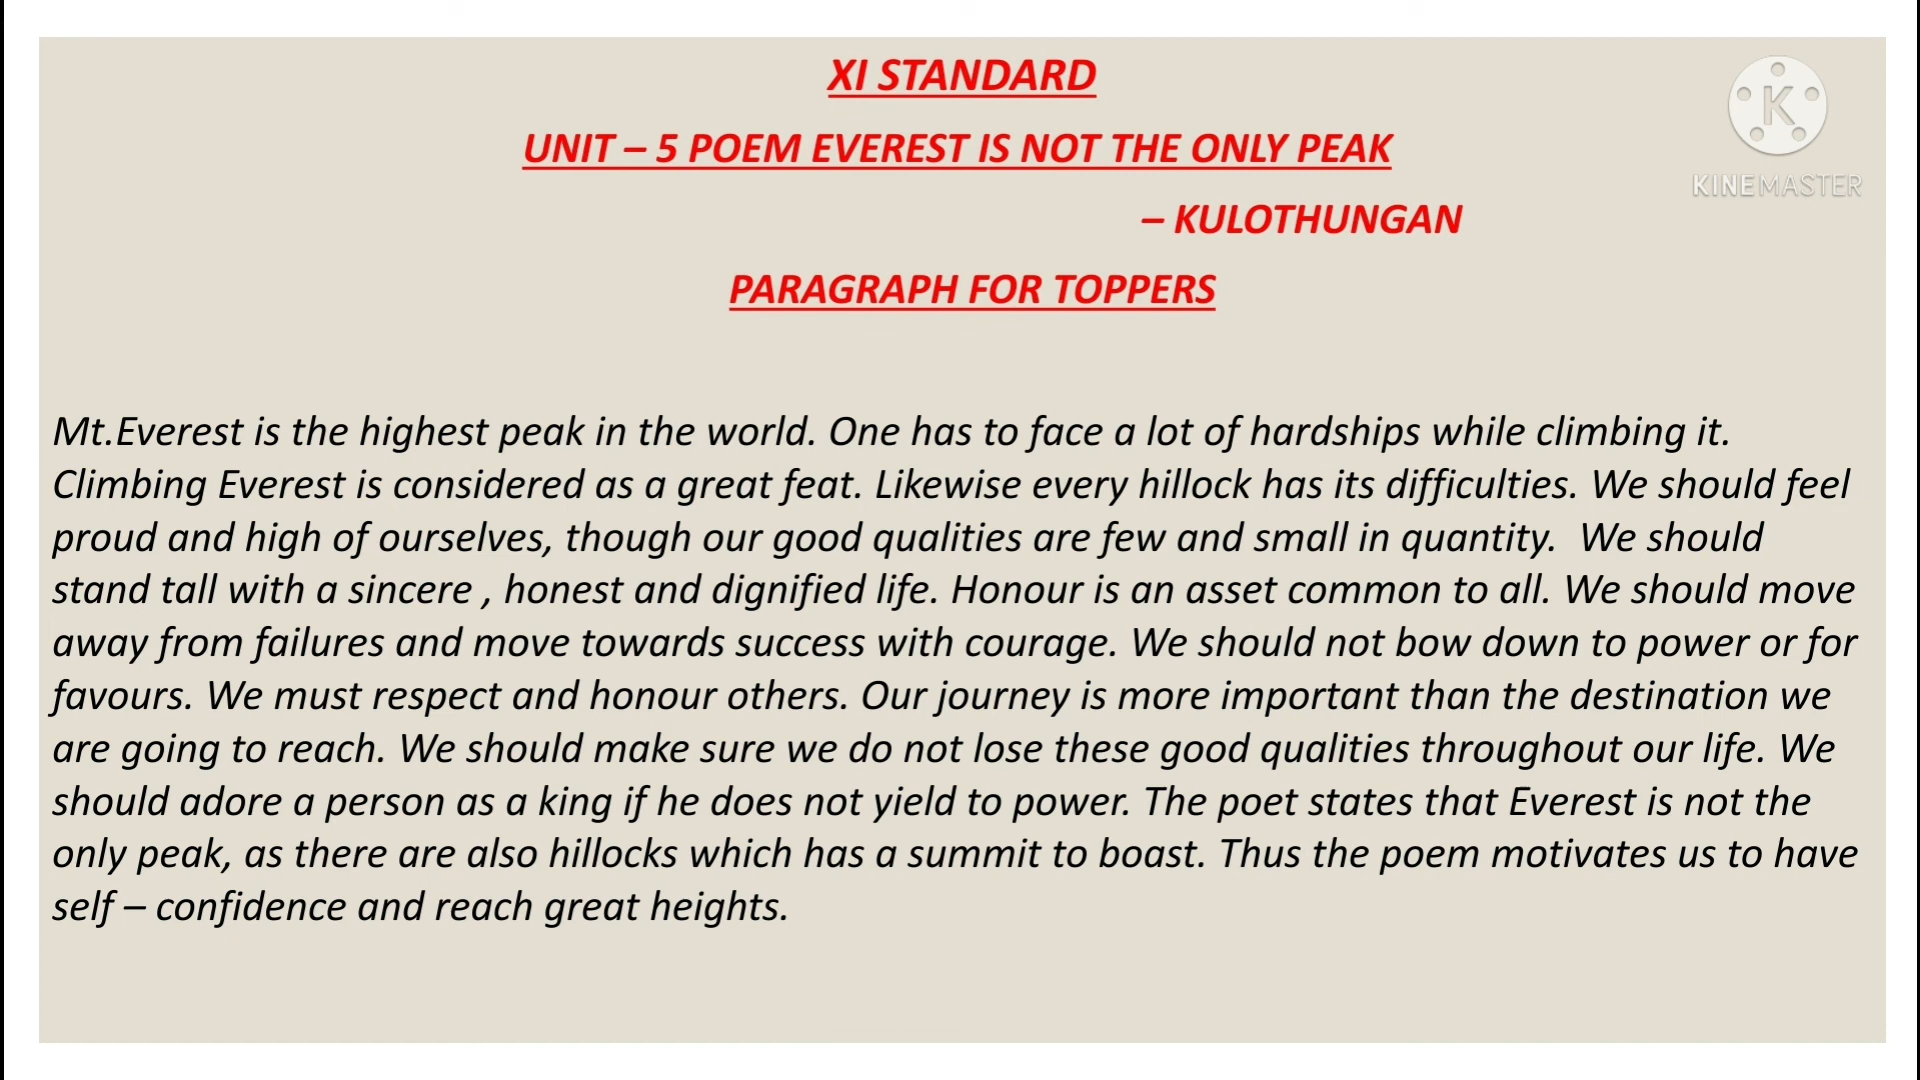 XI STANDARD
UNIT – 5 POEM EVEREST IS NOT THE ONLY PEAK
– KULOTHUNGAN
PARAGRAPH FOR TOPPERS
K
KINEMASTER
Mt.Everest is the highest peak in the world. One has to face a lot of hardships while climbing it.
Climbing Everest is considered as a great feat. Likewise every hillock has its difficulties. We should feel
proud and high of ourselves, though our good qualities are few and small in quantity.  We should
stand tall with a sincere , honest and dignified life. Honour is an asset common to all. We should move
away from failures and move towards success with courage. We should not bow down to power or for
favours. We must respect and honour others. Our journey is more important than the destination we
are going to reach. We should make sure we do not lose these good qualities throughout our life. We
should adore a person as a king if he does not yield to power. The poet states that Everest is not the
only peak, as there are also hillocks which has a summit to boast. Thus the poem motivates us to have
self – confidence and reach great heights.